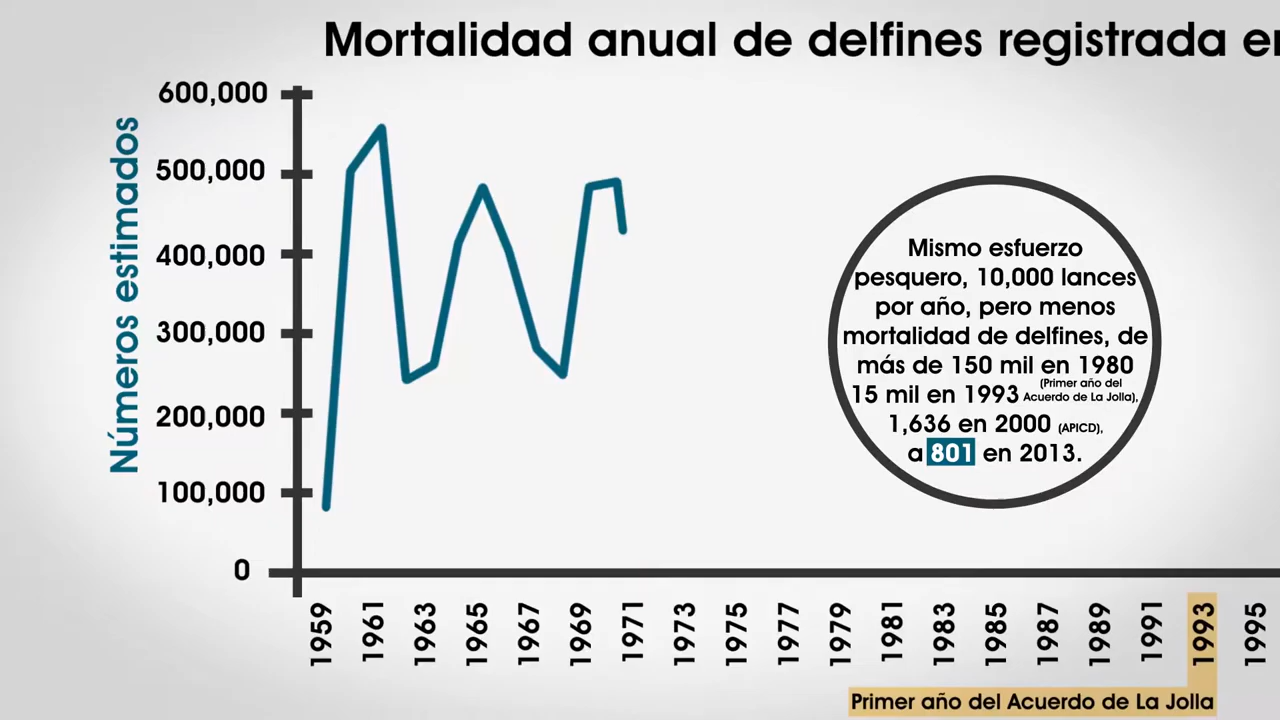 Mortalidad anual de delfines registrada en
Números estimados
600,000
500,000
400,000
300,000
200,000
100,000
0
Mismo esfuerzo
pesquero, 10,000 lances
por año, pero menos
mortalidad de delfines, de
más de 150 mil en 1980
15 mil en 1993 (Primer año del
Acuerdo de La Jolla),
1,636 en 2000 (APICD),
a 801 en 2013.
1959 1961 1963 1965 1967 1969 1971 1973 1975 1977 1979 1981 1983 1985 1987 1989 1991 1993 1995
Primer año del Acuerdo de La Jolla